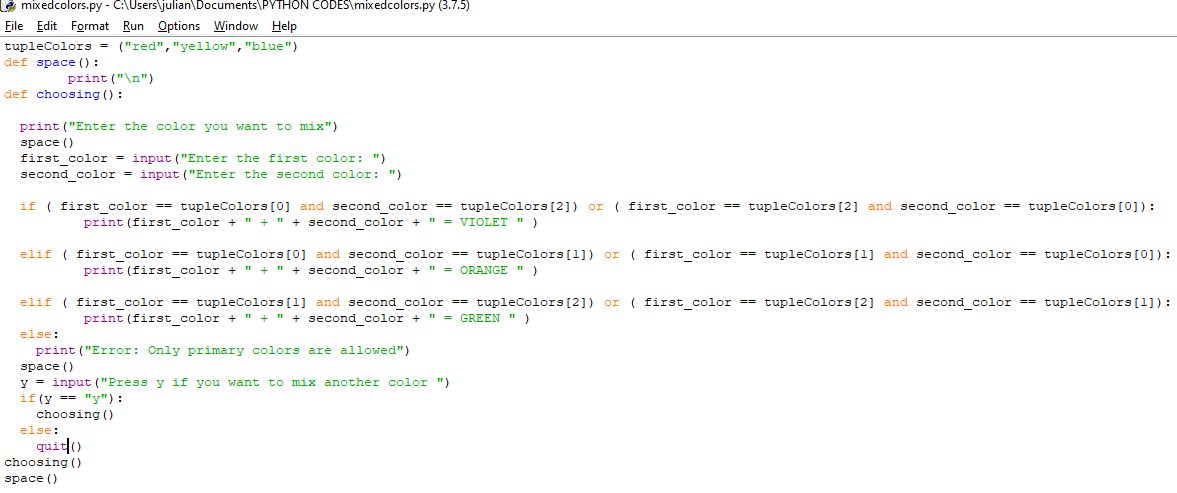 mixedcolors.py - C:\Users\julian\Documents\PYTHON CODES\mixedcolors.py (3.7.5)
File Edit Format Run Options Window Help
tupleColors = ("red","yellow","blue")
def space():
        print("\n")
def choosing():
  print("Enter the color you want to mix")
  space()
  first_color = input("Enter the first color: ")
  second_color = input("Enter the second color: ")
  if ( first_color == tupleColors[0] and second_color == tupleColors[2]) or ( first_color == tupleColors[2] and second_color == tupleColors[0]):
          print(first_color + " + " + second_color + " = VIOLET " )
  elif ( first_color == tupleColors[0] and second_color == tupleColors[1]) or ( first_color == tupleColors[1] and second_color == tupleColors[0]):
          print(first_color + " + " + second_color + " = ORANGE " )
  elif ( first_color == tupleColors[1] and second_color == tupleColors[2]) or ( first_color == tupleColors[2] and second_color == tupleColors[1]):
          print(first_color + " + " + second_color + " = GREEN " )
  else:
    print("Error: Only primary colors are allowed")
  space()
  y = input("Press y if you want to mix another color ")
  if(y == "y"):
    choosing()
  else:
    quit()
choosing()
space()